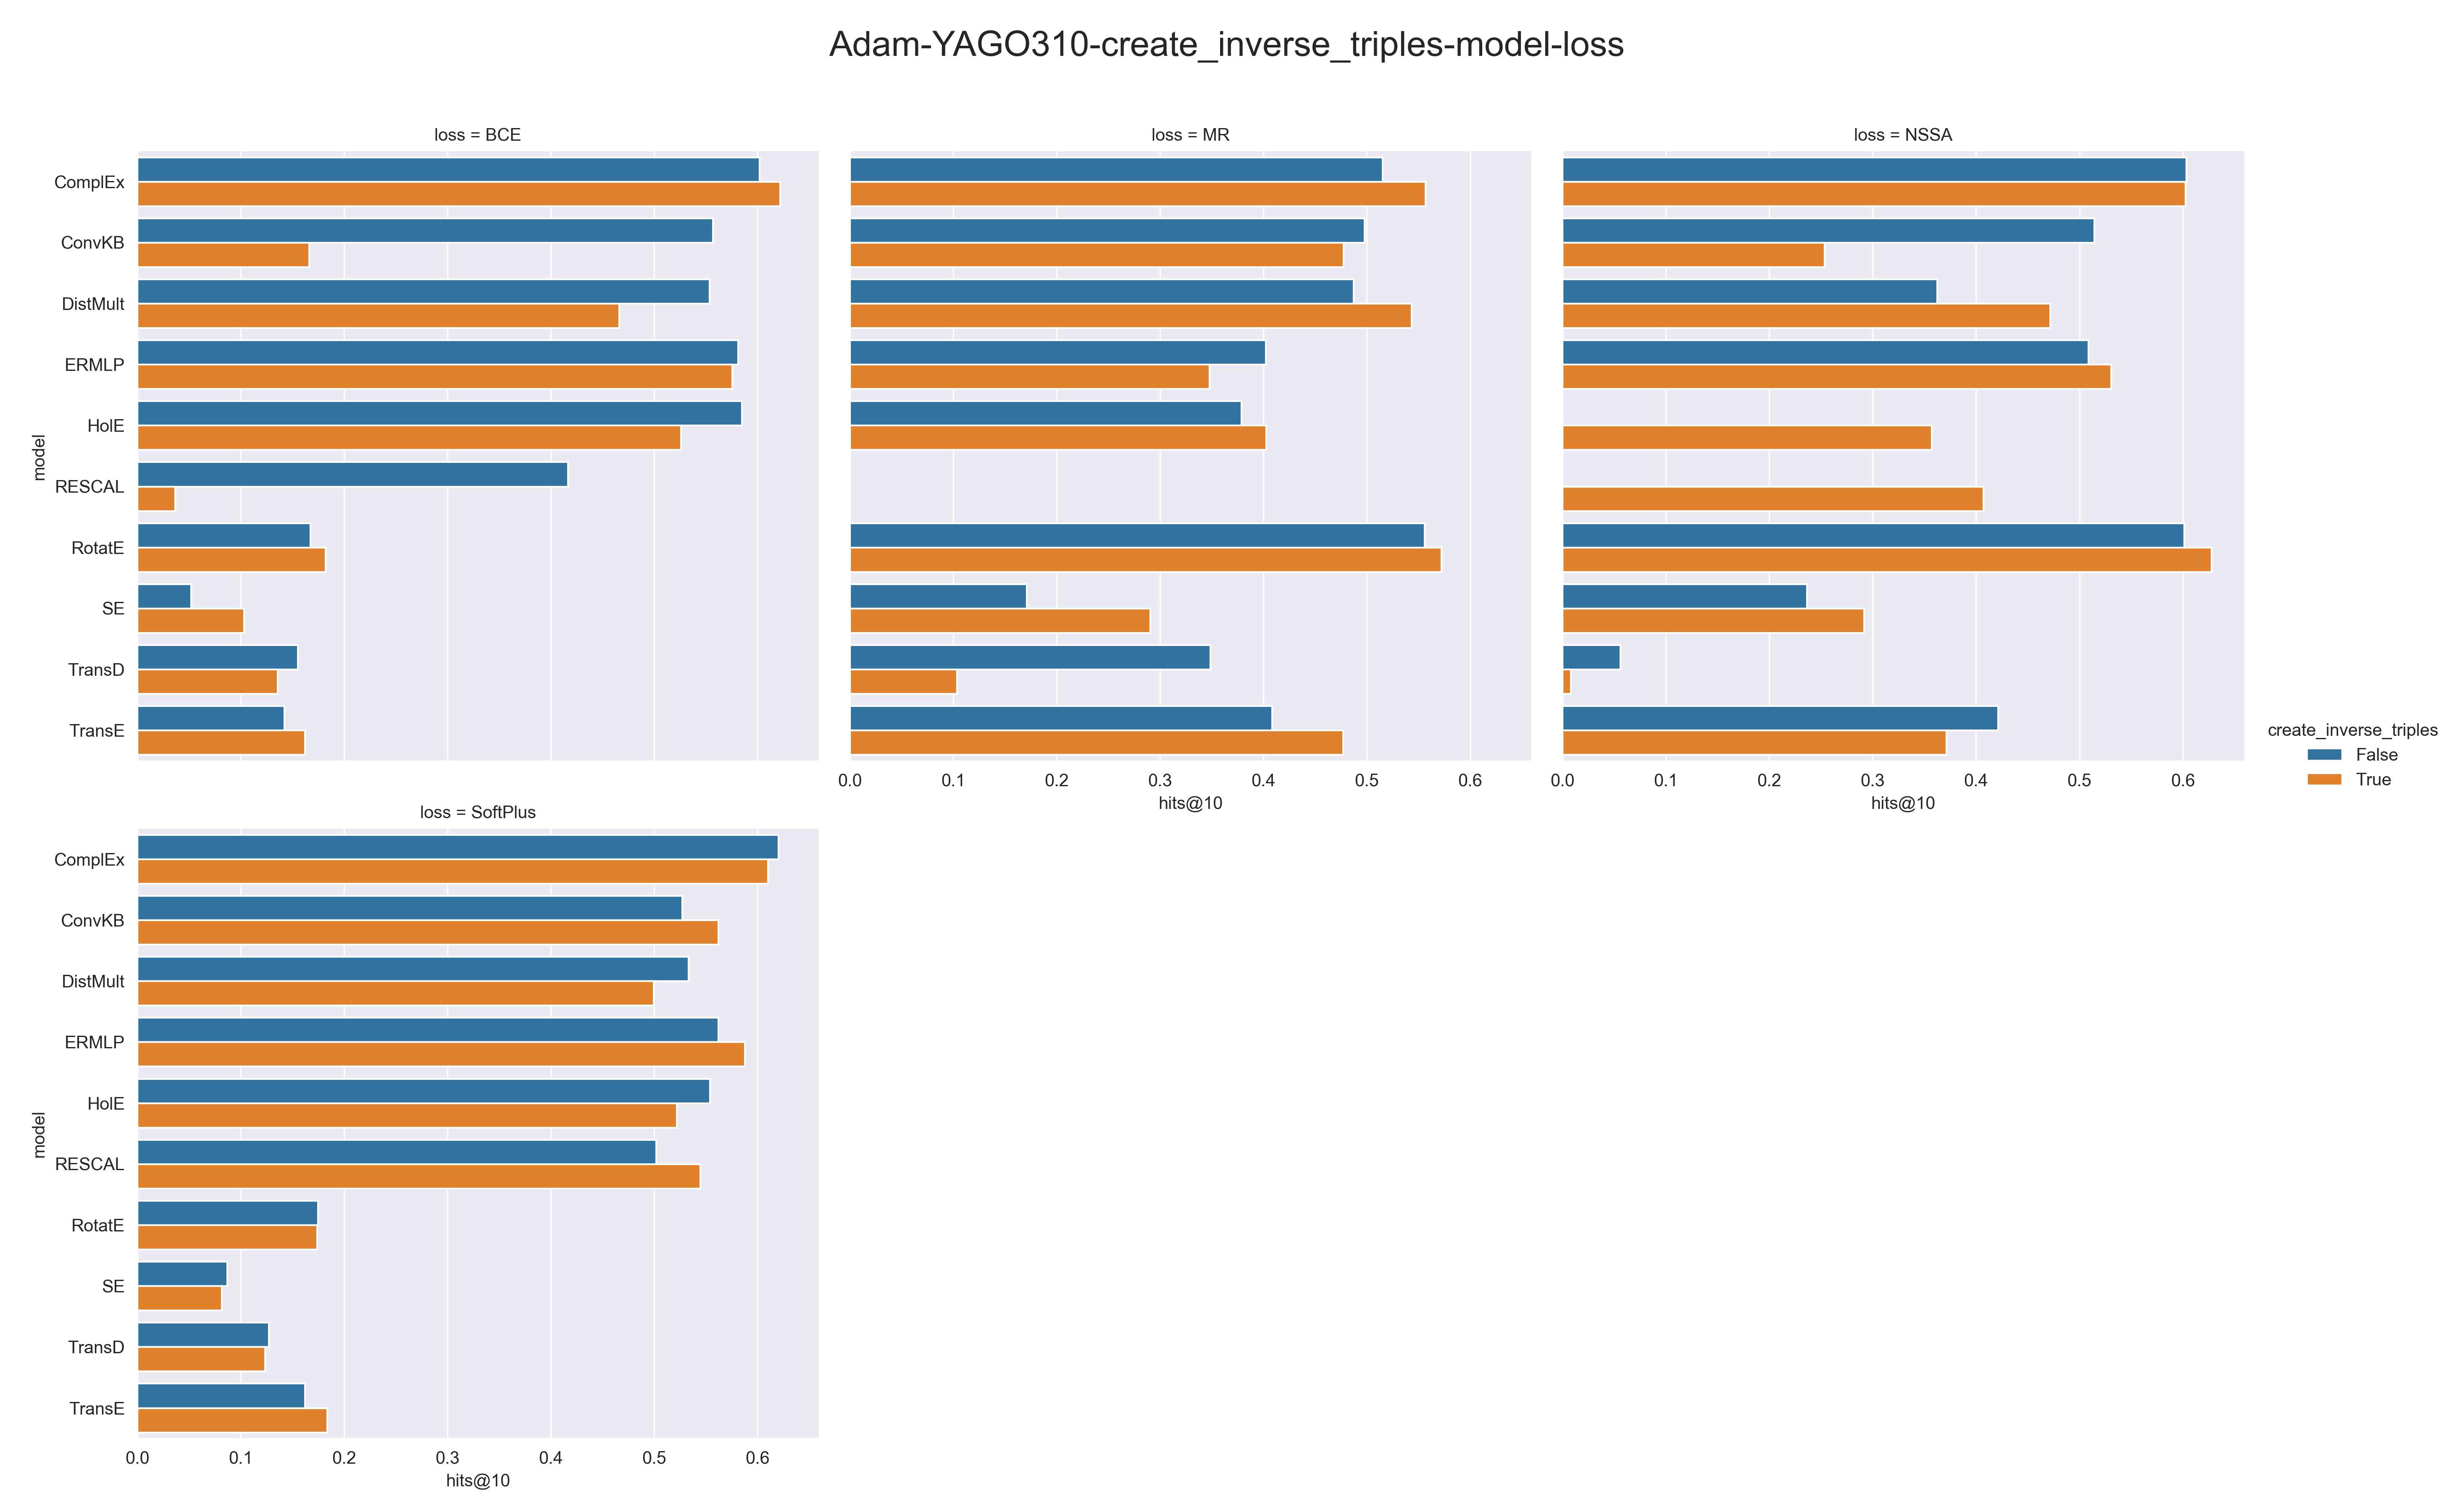 Adam-YAGO310-create_inverse_triples-model-loss
loss = BCE
loss = MR
loss = NSSA
ComplEx
ConvKB
DistMult
ERMLP
HolE
RESCAL
RotatE
SE
TransD
TransE
model
0.0 0.1 0.2 0.3 0.4 0.5 0.6
hits@10
0.0 0.1 0.2 0.3 0.4 0.5 0.6
hits@10
create_inverse_triples
False
True
loss = SoftPlus
ComplEx
ConvKB
DistMult
ERMLP
HolE
RESCAL
RotatE
SE
TransD
TransE
model
0.0 0.1 0.2 0.3 0.4 0.5 0.6
hits@10